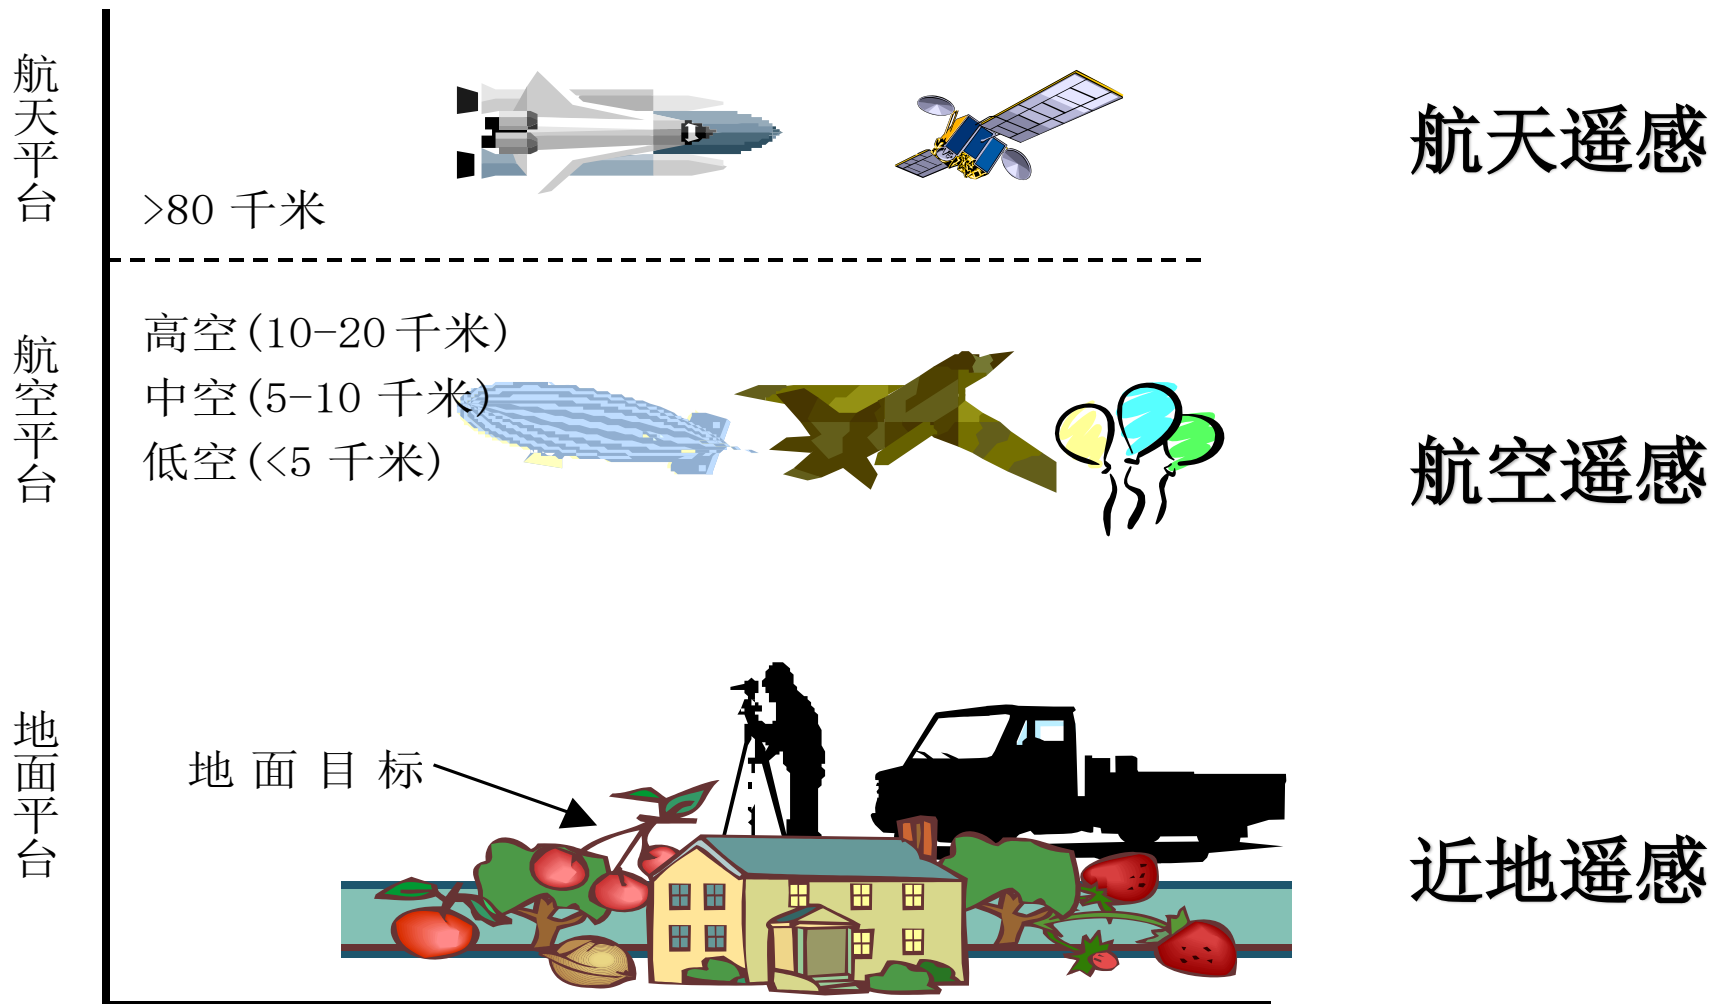 航天平台
>80 千米
航天遥感
航空平台
高空(10-20千米)
中空(5-10 千米)
低空(<5 千米)
航空遥感
地面平台
地面目标
近地遥感